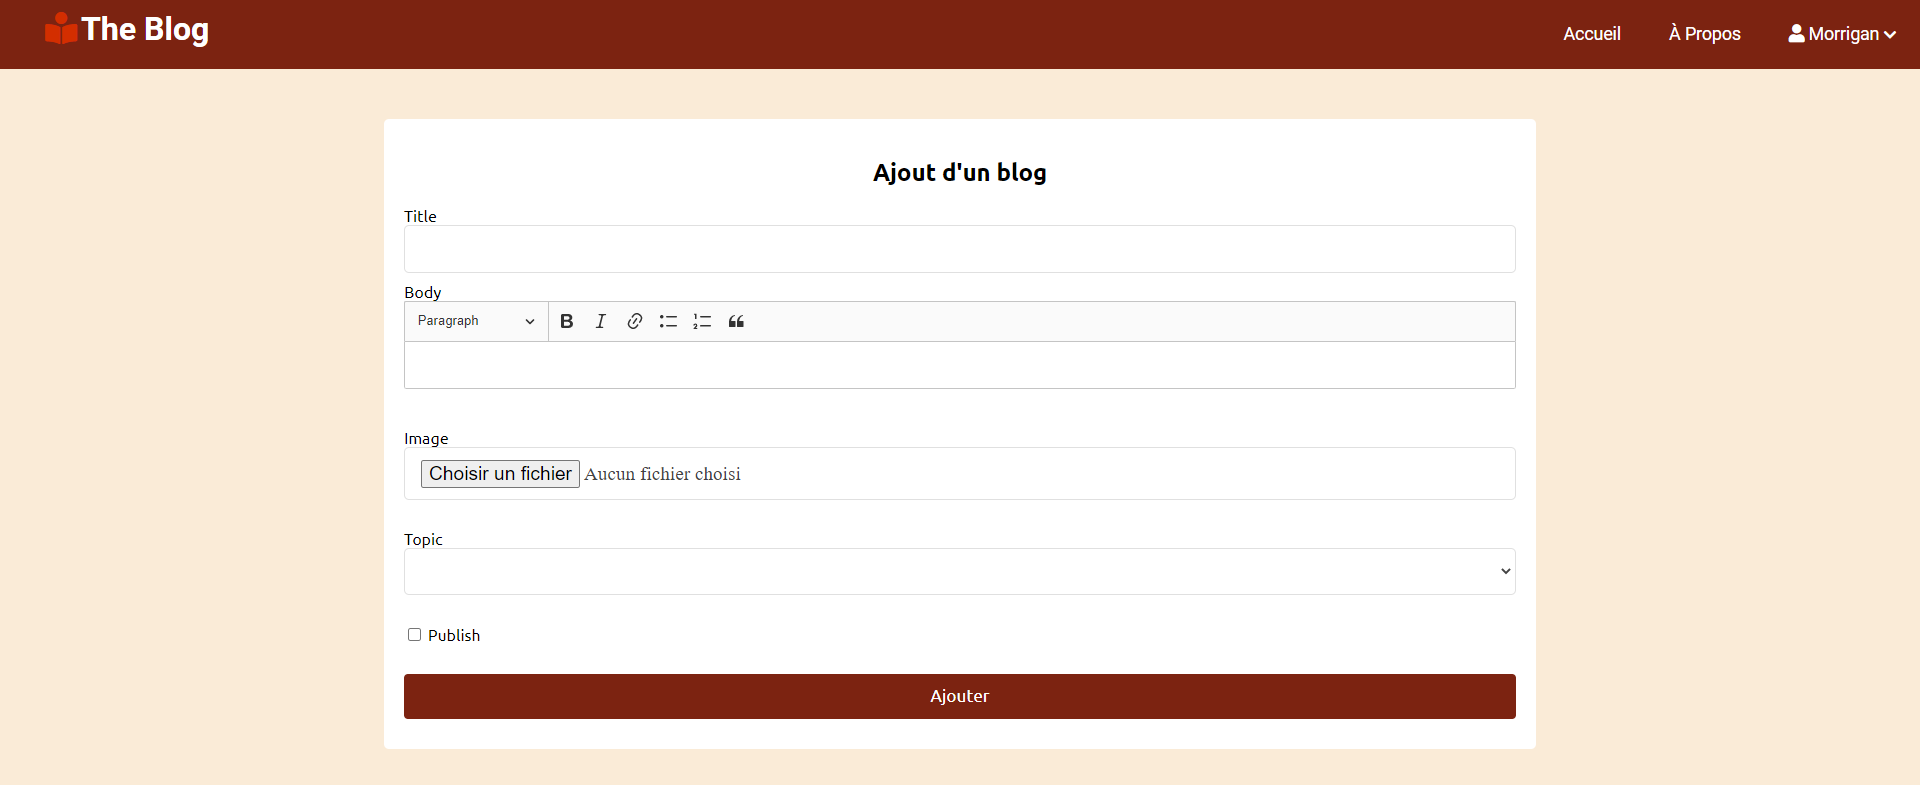 The Blog
Accueil
À Propos
Morrigan
Ajout d'un blog
Title
Body
Paragraph
Image
Choisir un fichier Aucun fichier choisi
Topic
Publish
Ajouter